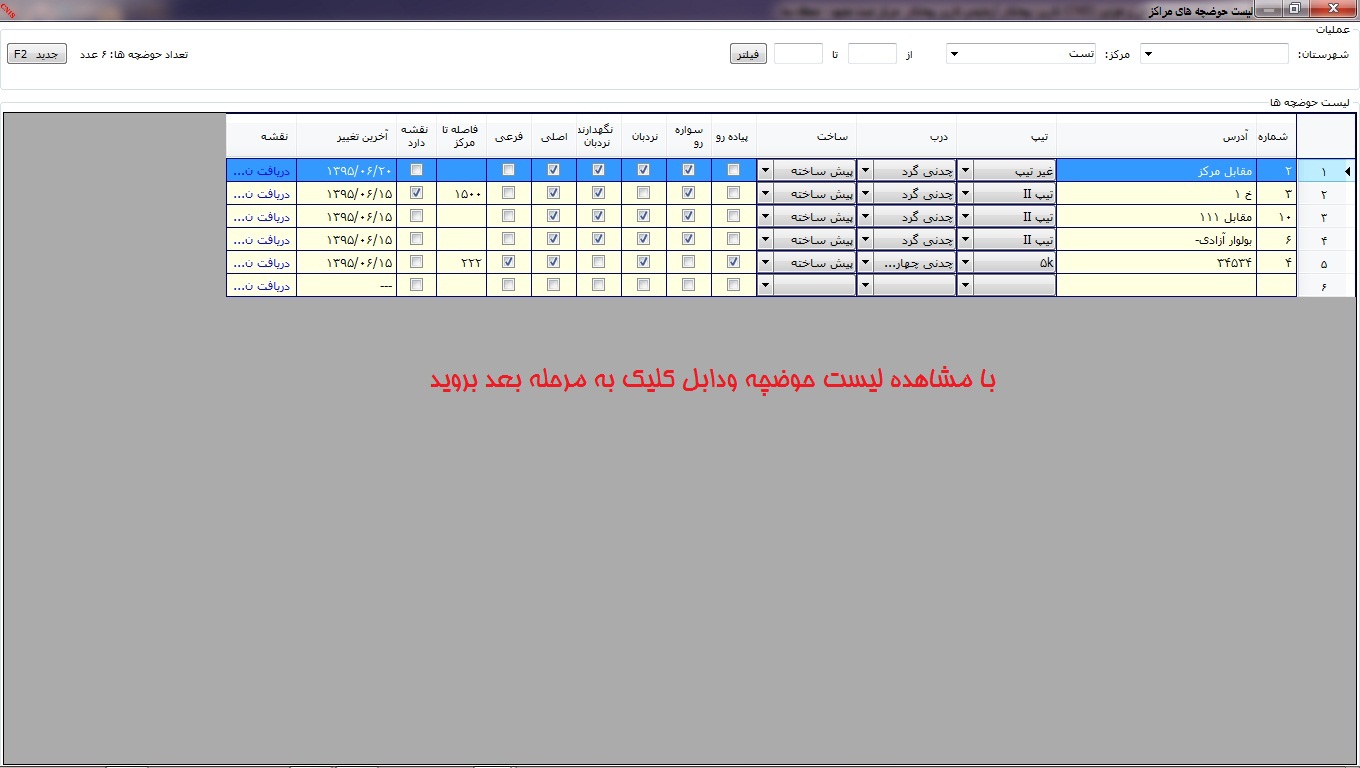 لیست حوضچه های مراکز
عملیات
شهرستان: مرکز: تست از تا فیلتر تعداد حوضچه ها: ۶ عدد جدید F2
لیست حوضچه ها
شماره آدرس تیپ درب ساخت پیاده رو سواره رو نردبان نگهدارنده نردبان اصلی فرعی فاصله تا مرکز نقشه دارد آخرین تغییر نقشه
۱ ۲ مقابل مرکز غیر تیپ چدنی گرد پیش ساخته ۱۳۹۵/۰۶/۲۰ دریافت ن...
۲ ۳ خ ۱ تیپ II چدنی گرد پیش ساخته ۱۵۰۰ ۱۳۹۵/۰۶/۱۵ دریافت ن...
۳ ۱۰ مقابل ۱۱۱ تیپ II چدنی گرد پیش ساخته ۱۳۹۵/۰۶/۱۵ دریافت ن...
۴ ۶ بولوار آزادی- تیپ II چدنی گرد پیش ساخته ۱۳۹۵/۰۶/۱۵ دریافت ن...
۵ ۴ ۳۴۵۳۴ ۵k چدنی چهار... پیش ساخته ۲۲۲ ۱۳۹۵/۰۶/۱۵ دریافت ن...
۶ --- دریافت ن...
با مشاهده لیست حوضچه ودابل کلیک به مرحله بعد بروید